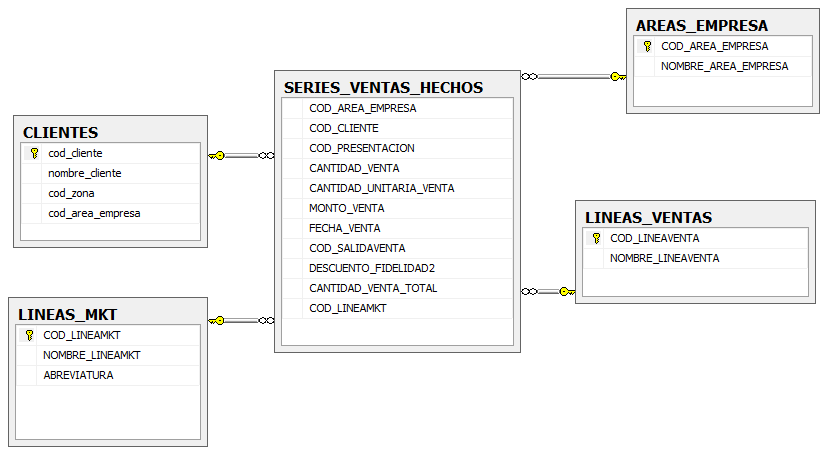 AREAS_EMPRESA
COD_AREA_EMPRESA
NOMBRE_AREA_EMPRESA
SERIES_VENTAS_HECHOS
COD_AREA_EMPRESA
COD_CLIENTE
COD_PRESENTACION
CANTIDAD_VENTA
CANTIDAD_UNITARIA_VENTA
MONTO_VENTA
FECHA_VENTA
COD_SALIDAVENTA
DESCUENTO_FIDELIDAD2
CANTIDAD_VENTA_TOTAL
COD_LINEAMKT
CLIENTES
cod_cliente
nombre_cliente
cod_zona
cod_area_empresa
LINEAS_VENTAS
COD_LINEAVENTA
NOMBRE_LINEAVENTA
LINEAS_MKT
COD_LINEAMKT
NOMBRE_LINEAMKT
ABREVIATURA